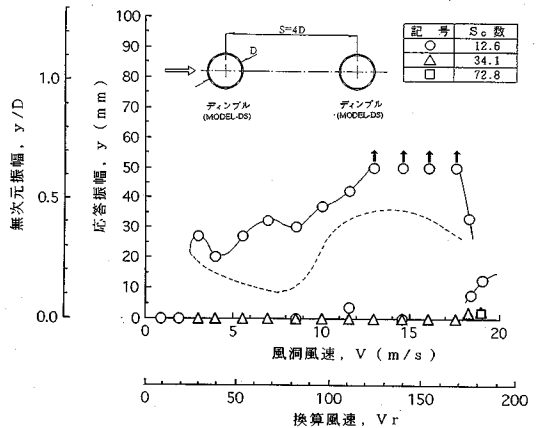 S=4D
D
ディンプル
(MODEL-DS)
ディンプル
(MODEL-DS)
記 号 Sc 数
○ 12.6
△ 34.1
□ 72.8
無次元振幅, y/D
1.0
0.5
0.0
応答振幅, y (mm)
100
90
80
70
60
50
40
30
20
10
0
0 5 10 15 20
風洞風速, V (m/s)
0 50 100 150 200
換算風速, Vr